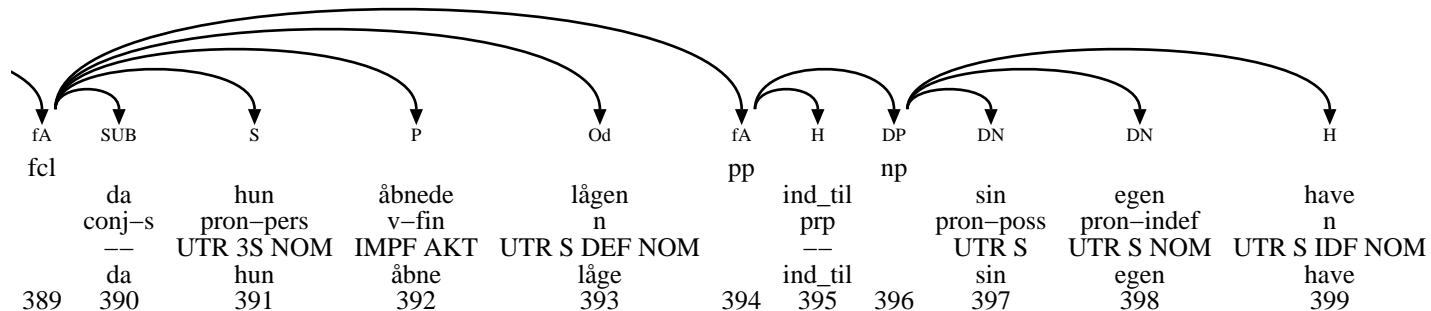 fA SUB S P Od fA H DP DN DN H
fcl pp np
da hun åbnede lågen ind_til sin egen have
conj−s pron−pers v−fin n prp pron−poss pron−indef n
−− UTR 3S NOM IMPF AKT UTR S DEF NOM −− UTR S UTR S NOM UTR S IDF NOM
da hun åbne låge ind_til sin egen have
389 390 391 392 393 394 395 396 397 398 399